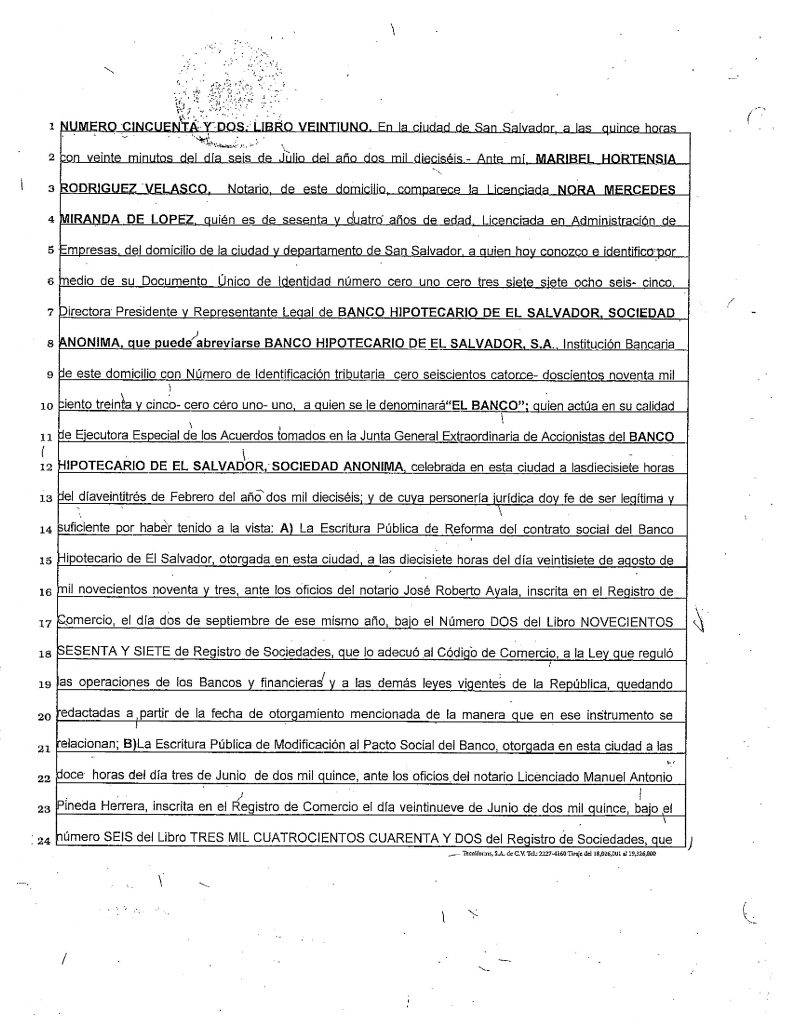 1 NUMERO CINCUENTA Y DOS. LIBRO VEINTIUNO. En la ciudad de San Salvador, a las quince horas
2 con veinte minutos del día seis de Julio del año dos mil dieciséis.- Ante mí, MARIBEL HORTENSIA
3 RODRIGUEZ VELASCO, Notario, de este domicilio, comparece la Licenciada NORA MERCEDES
4 MIRANDA DE LOPEZ, quién es de sesenta y cuatro años de edad, Licenciada en Administración de
5 Empresas, del domicilio de la ciudad y departamento de San Salvador, a quien hoy conozco e identifico por
6 medio de su Documento Único de Identidad número cero uno cero tres siete siete ocho seis- cinco,
7 Directora Presidente y Representante Legal de BANCO HIPOTECARIO DE EL SALVADOR, SOCIEDAD
8 ANONIMA, que puede abreviarse BANCO HIPOTECARIO DE EL SALVADOR, S.A., Institución Bancaria
9 de este domicilio con Número de Identificación tributaria cero seiscientos catorce- doscientos noventa mil
10 ciento treinta y cinco- cero cero uno- uno, a quien se le denominará"EL BANCO"; quien actúa en su calidad
11 de Ejecutora Especial de los Acuerdos tomados en la Junta General Extraordinaria de Accionistas del BANCO
12 HIPOTECARIO DE EL SALVADOR, SOCIEDAD ANONIMA, celebrada en esta ciudad a lasdiecisiete horas
13 del díaveintitrés de Febrero del año dos mil dieciséis; y de cuya personería jurídica doy fe de ser legítima y
14 suficiente por haber tenido a la vista: A) La Escritura Pública de Reforma del contrato social del Banco
15 Hipotecario de El Salvador, otorgada en esta ciudad, a las diecisiete horas del día veintisiete de agosto de
16 mil novecientos noventa y tres, ante los oficios del notario José Roberto Ayala, inscrita en el Registro de
17 Comercio, el día dos de septiembre de ese mismo año, bajo el Número DOS del Libro NOVECIENTOS
18 SESENTA Y SIETE de Registro de Sociedades, que lo adecuó al Código de Comercio, a la Ley que reguló
19 las operaciones de los Bancos y financieras y a las demás leyes vigentes de la República, quedando
20 redactadas a partir de la fecha de otorgamiento mencionada de la manera que en ese instrumento se
21 relacionan; B)La Escritura Pública de Modificación al Pacto Social del Banco, otorgada en esta ciudad a las
22 doce horas del día tres de Junio de dos mil quince, ante los oficios del notario Licenciado Manuel Antonio
23 Pineda Herrera, inscrita en el Registro de Comercio el día veintinueve de Junio de dos mil quince, bajo el
24 número SEIS del Libro TRES MIL CUATROCIENTOS CUARENTA Y DOS del Registro de Sociedades, que
S.A. de C.V. Tel.: 2227-4160 Tiraje del 18,026,001 al 19,326,000